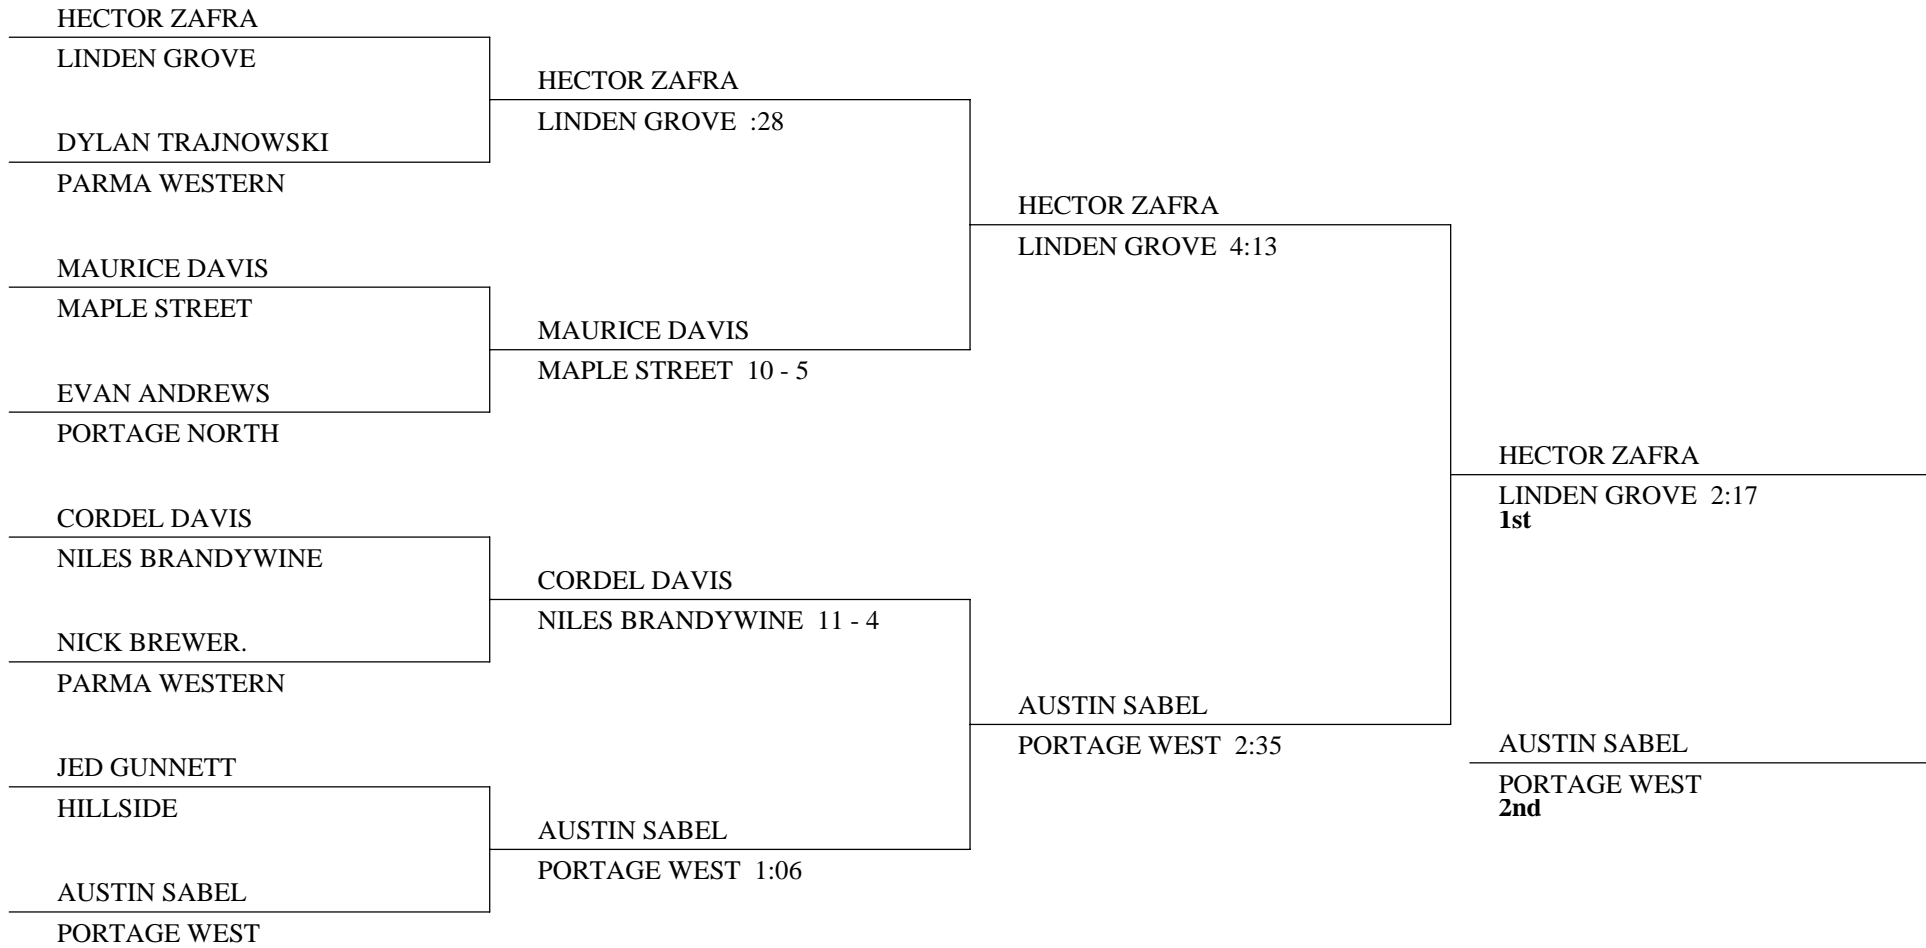 HECTOR ZAFRA
LINDEN GROVE
DYLAN TRAJNOWSKI
PARMA WESTERN
MAURICE DAVIS
MAPLE STREET
EVAN ANDREWS
PORTAGE NORTH
CORDEL DAVIS
NILES BRANDYWINE
NICK BREWER.
PARMA WESTERN
JED GUNNETT
HILLSIDE
AUSTIN SABEL
PORTAGE WEST
HECTOR ZAFRA
LINDEN GROVE :28
MAURICE DAVIS
MAPLE STREET 10 - 5
CORDEL DAVIS
NILES BRANDYWINE 11 - 4
AUSTIN SABEL
PORTAGE WEST 1:06
HECTOR ZAFRA
LINDEN GROVE 4:13
AUSTIN SABEL
PORTAGE WEST 2:35
HECTOR ZAFRA
LINDEN GROVE 2:17
1st
AUSTIN SABEL
PORTAGE WEST
2nd